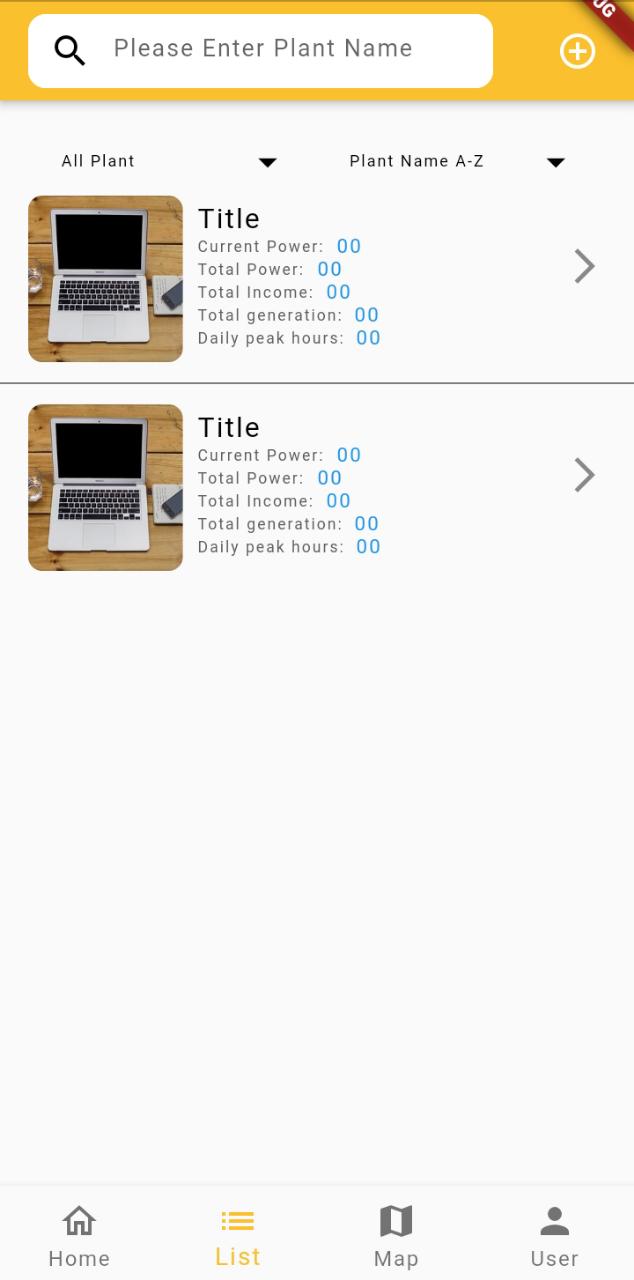 Please Enter Plant Name
UG
All Plant
Plant Name A-Z
Title
Current Power: 00
Total Power: 00
Total Income: 00
Total generation: 00
Daily peak hours: 00
Title
Current Power: 00
Total Power: 00
Total Income: 00
Total generation: 00
Daily peak hours: 00
Home
List
Map
User